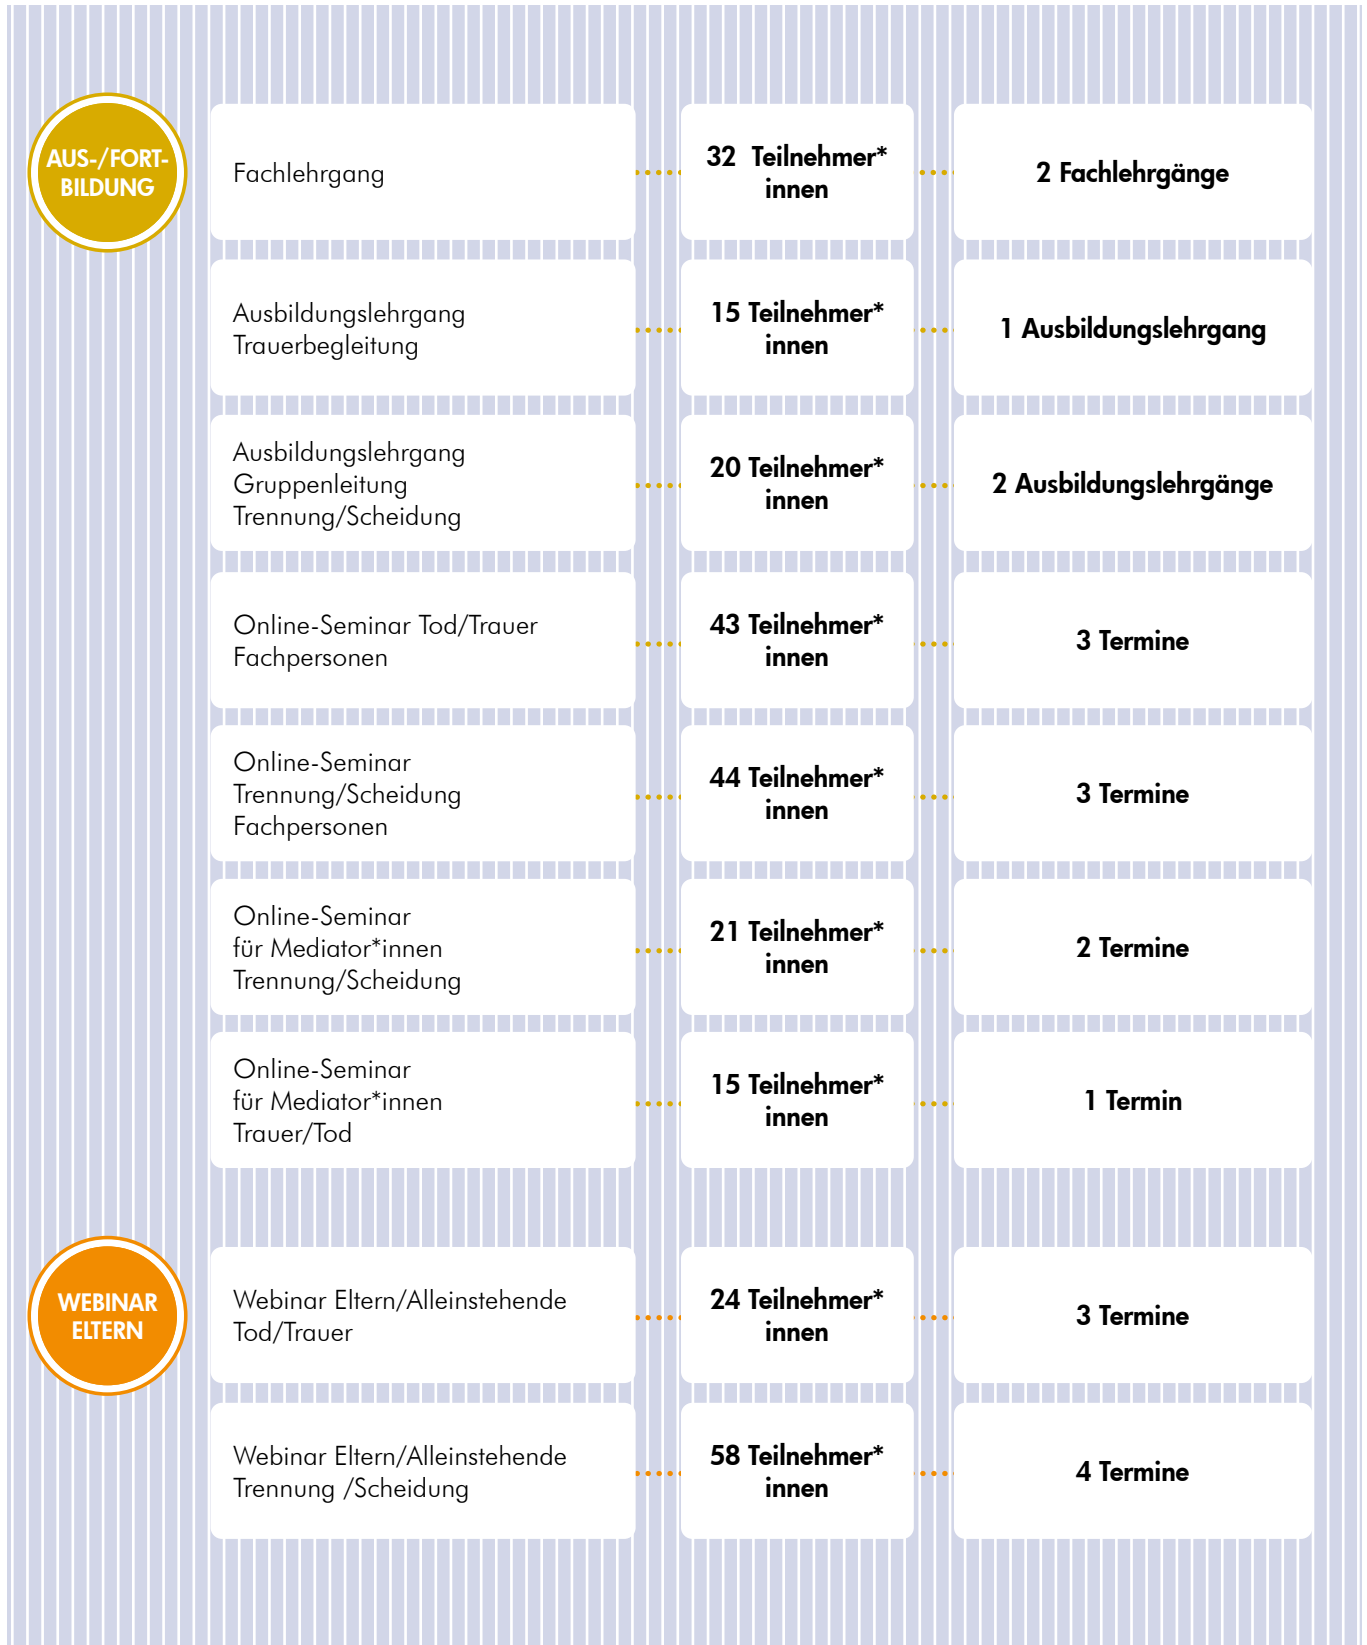 AUS-/FORT-
BILDUNG
Fachlehrgang
32 Teilnehmer*
innen
2 Fachlehrgänge
Ausbildungslehrgang
Trauerbegleitung
15 Teilnehmer*
innen
1 Ausbildungslehrgang
Ausbildungslehrgang
Gruppenleitung
Trennung/Scheidung
20 Teilnehmer*
innen
2 Ausbildungslehrgänge
Online-Seminar Tod/Trauer
Fachpersonen
43 Teilnehmer*
innen
3 Termine
Online-Seminar
Trennung/Scheidung
Fachpersonen
44 Teilnehmer*
innen
3 Termine
Online-Seminar
für Mediator*innen
Trennung/Scheidung
21 Teilnehmer*
innen
2 Termine
Online-Seminar
für Mediator*innen
Trauer/Tod
15 Teilnehmer*
innen
1 Termin
WEBINAR
ELTERN
Webinar Eltern/Alleinstehende
Tod/Trauer
24 Teilnehmer*
innen
3 Termine
Webinar Eltern/Alleinstehende
Trennung /Scheidung
58 Teilnehmer*
innen
4 Termine